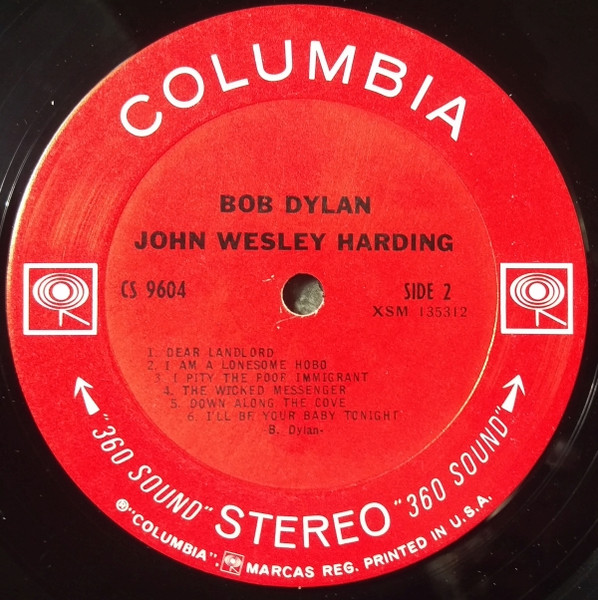 COLUMBIA
BOB DYLAN
JOHN WESLEY HARDING
CS 9604
SIDE 2
XSM 135312
1. DEAR LANDLORD
2. I AM A LONESOME HOBO
3. I PITY THE POOR IMMIGRANT
4. THE WICKED MESSENGER
5. DOWN ALONG THE COVE
6. I'LL BE YOUR BABY TONIGHT
B. Dylan-
"360 SOUND" STEREO "360 SOUND"
®"COLUMBIA", MARCAS REG. PRINTED IN U.S.A.